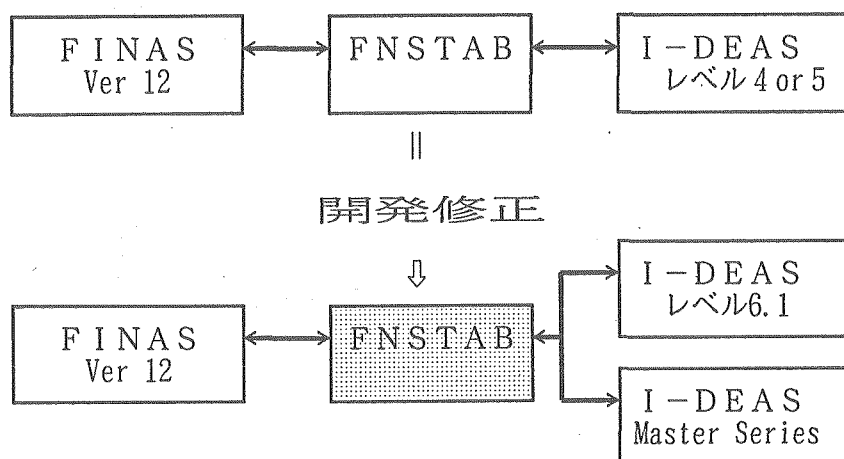 FINAS
Ver 12
FNSTAB
I-DEAS
レベル4 or 5
開発修正
FINAS
Ver 12
FNSTAB
I-DEAS
レベル6.1
I-DEAS
Master Series